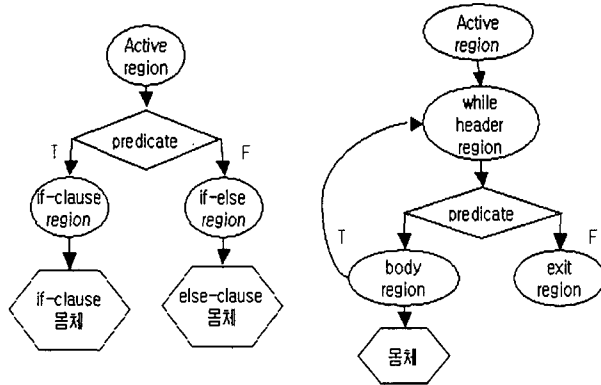 Active
region
predicate
T
F
if-clause
region
if-else
region
if-clause
몸체
else-clause
몸체
Active
region
while
header
region
predicate
T
F
body
region
exit
region
몸체